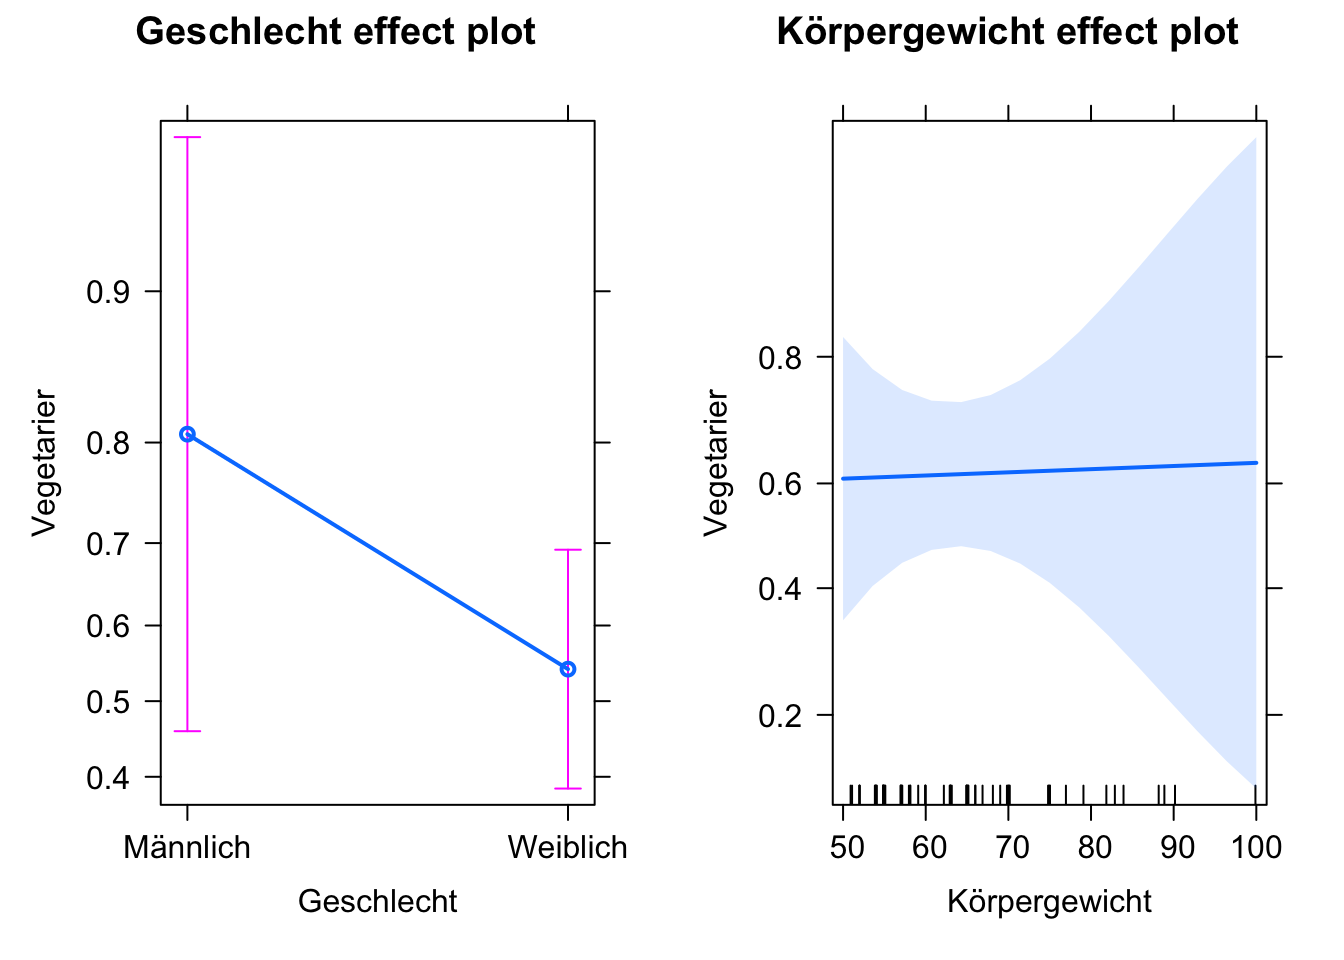 Geschlecht effect plot
Vegetarier
0.9
0.8
0.7
0.6
0.5
0.4
Männlich Weiblich
Geschlecht
Körpergewicht effect plot
Vegetarier
0.8
0.6
0.4
0.2
50 60 70 80 90 100
Körpergewicht